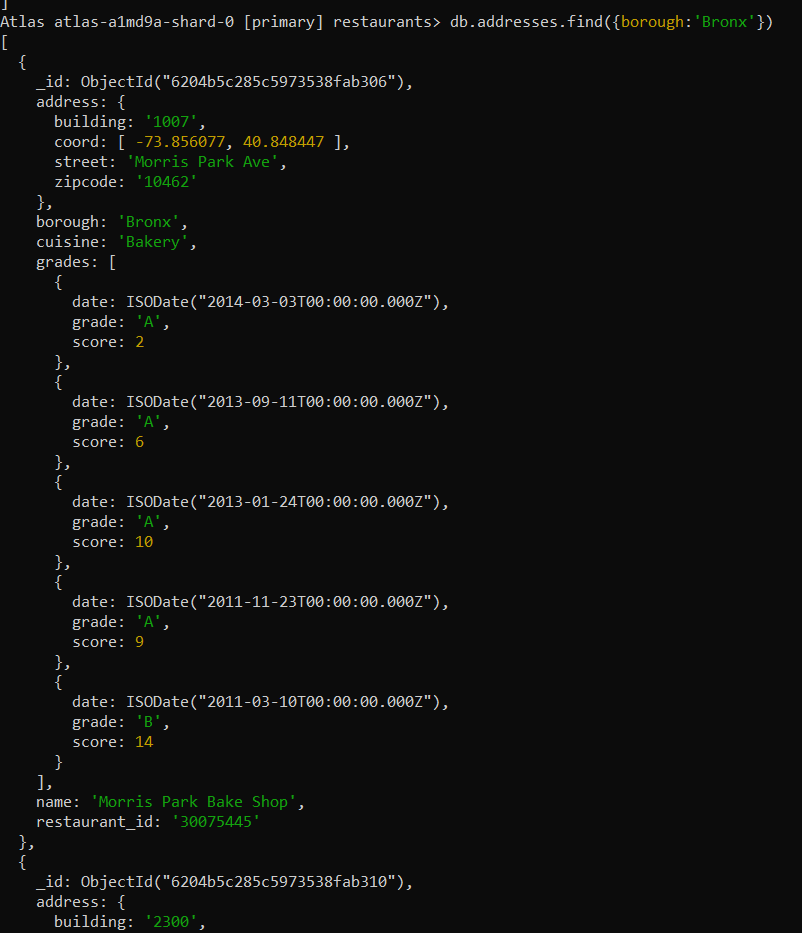 ]
Atlas atlas-a1md9a-shard-0 [primary] restaurants> db.addresses.find({borough:'Bronx'})
[
  {
    _id: ObjectId("6204b5c285c5973538fab306"),
    address: {
      building: '1007',
      coord: [ -73.856077, 40.848447 ],
      street: 'Morris Park Ave',
      zipcode: '10462'
    },
    borough: 'Bronx',
    cuisine: 'Bakery',
    grades: [
      {
        date: ISODate("2014-03-03T00:00:00.000Z"),
        grade: 'A',
        score: 2
      },
      {
        date: ISODate("2013-09-11T00:00:00.000Z"),
        grade: 'A',
        score: 6
      },
      {
        date: ISODate("2013-01-24T00:00:00.000Z"),
        grade: 'A',
        score: 10
      },
      {
        date: ISODate("2011-11-23T00:00:00.000Z"),
        grade: 'A',
        score: 9
      },
      {
        date: ISODate("2011-03-10T00:00:00.000Z"),
        grade: 'B',
        score: 14
      }
    ],
    name: 'Morris Park Bake Shop',
    restaurant_id: '30075445'
  },
  {
    _id: ObjectId("6204b5c285c5973538fab310"),
    address: {
      building: '2300',